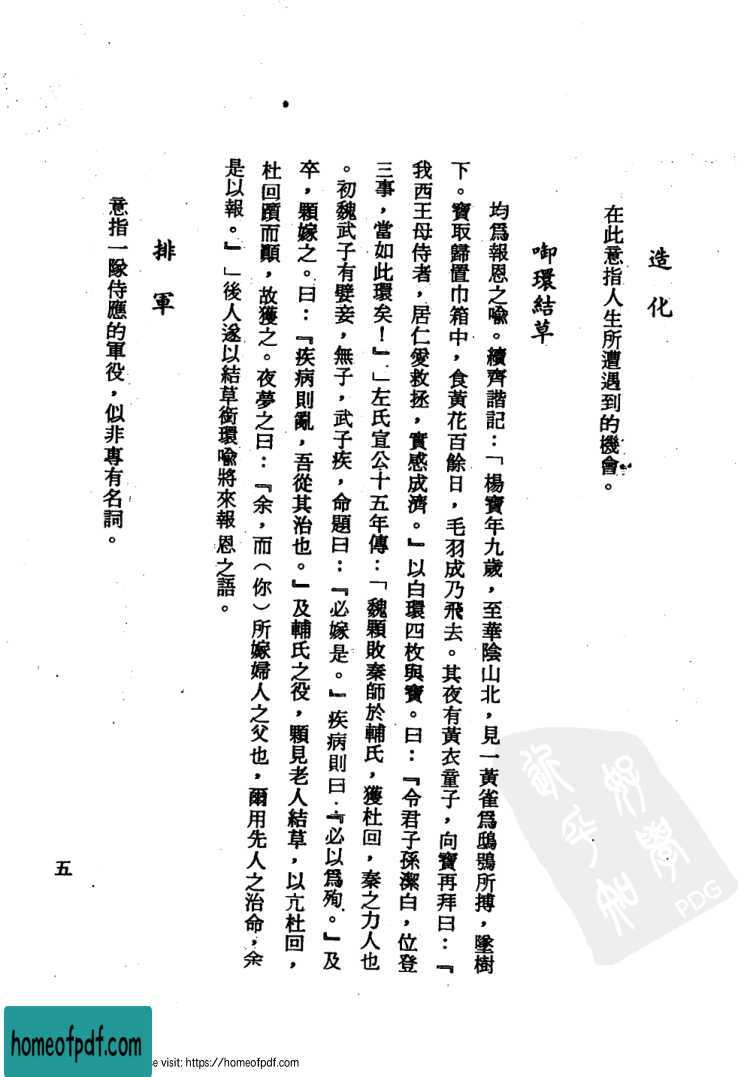 造化
在此意指人生所遭遇到的機會。
啣環結草
均爲報恩之喩。續齊諧記：「楊寶年九歲，至華陰山北，見一黃雀爲鴟鴞所搏，墜樹
下。寶取歸置巾箱中，食黃花百餘日，毛羽成乃飛去。其夜有黃衣童子，向寶再拜曰：『
我西王母侍者，居仁愛救拯，實感成濟。』以白環四枚與寶。曰：『令君子孫潔白，位登
三事，當如此環矣！』」左氏宣公十五年傳：「魏顆敗秦師於輔氏，獲杜回，秦之力人也
。初魏武子有嬖妾，無子，武子疾，命題曰：『必嫁是。』疾病則曰：『必以爲殉。』及
卒，顆嫁之。曰：『疾病則亂，吾從其治也。』及輔氏之役，顆見老人結草，以亢杜回，
杜回躓而顚，故獲之。夜夢之曰：『余，而（你）所嫁婦人之父也，爾用先人之治命，余
是以報。』」後人遂以結草銜環喩將來報恩之語。
排軍
意指一隊侍應的軍役，似非專有名詞。
五
PDG
homeofpdf.com
se visit: https://homeofpdf.com